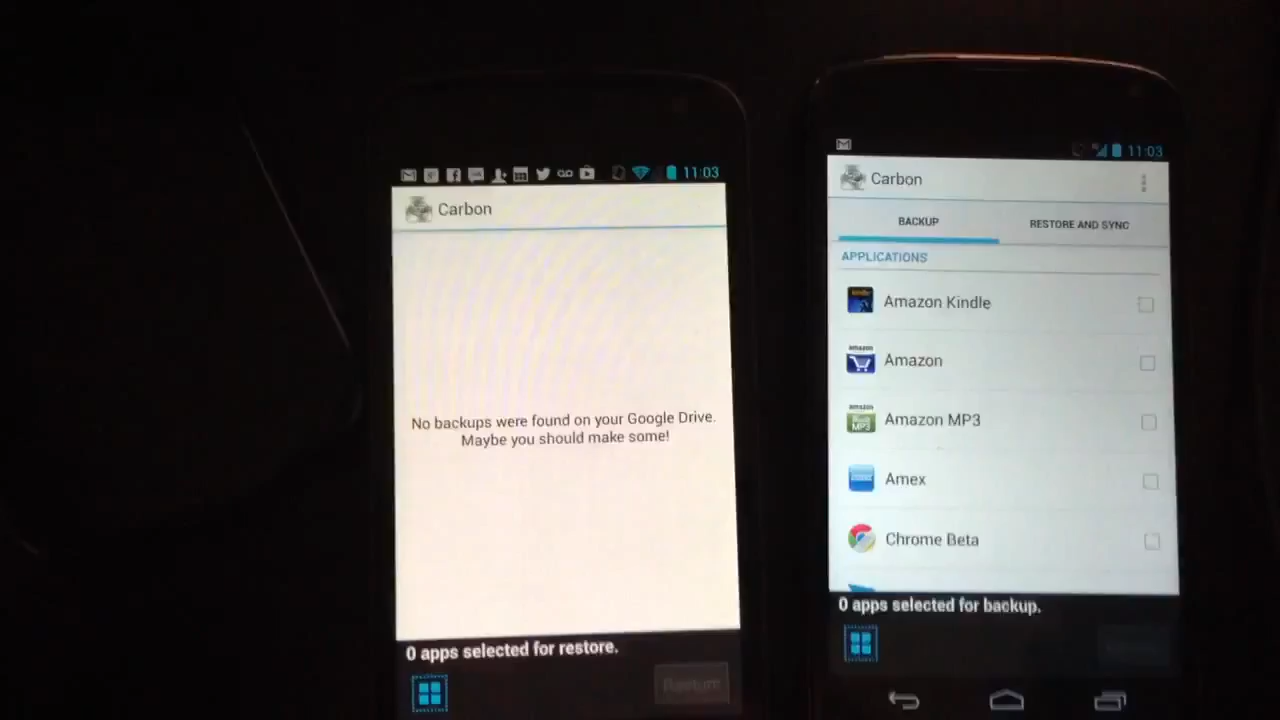 11:03
Carbon
No backups were found on your Google Drive.
Maybe you should make some!
0 apps selected for restore.
Restore
11:03
Carbon
BACKUP
RESTORE AND SYNC
APPLICATIONS
Amazon Kindle
Amazon
Amazon MP3
Amex
Chrome Beta
0 apps selected for backup.